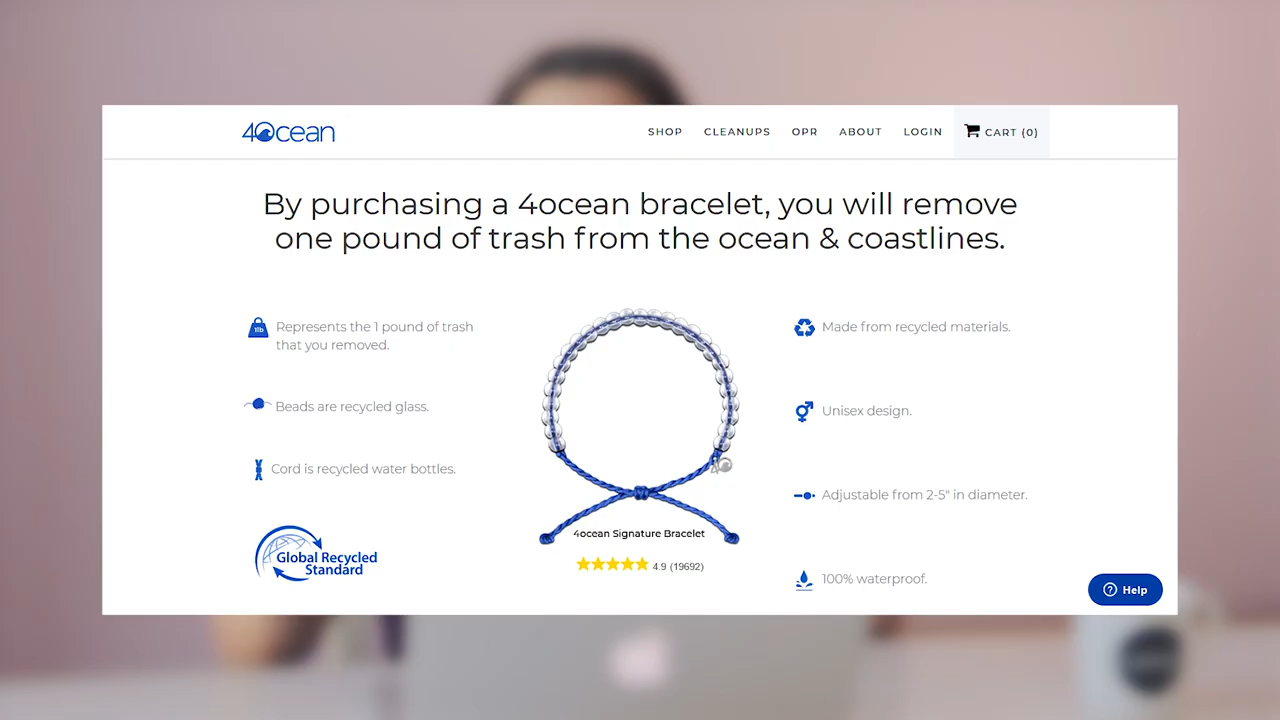 4Ocean
SHOP CLEANUPS OPR ABOUT LOGIN CART (0)
By purchasing a 4ocean bracelet, you will remove
one pound of trash from the ocean & coastlines.
1lb
Represents the 1 pound of trash
that you removed.
Beads are recycled glass.
Cord is recycled water bottles.
Global Recycled
Standard
4ocean Signature Bracelet
4.9 (19692)
Made from recycled materials.
Unisex design.
Adjustable from 2-5" in diameter.
100% waterproof.
Help